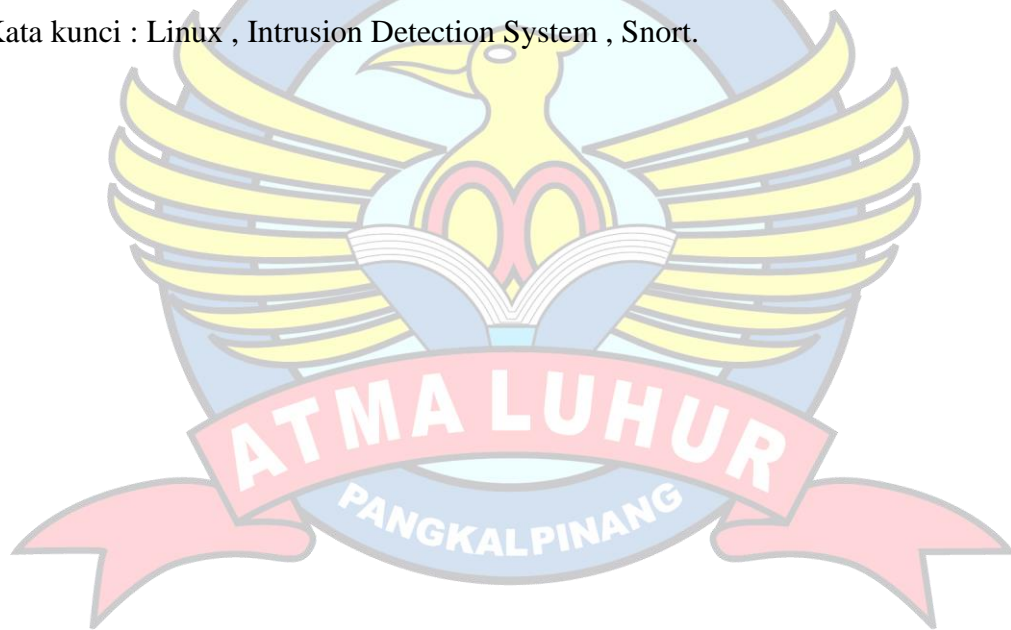 Kata kunci : Linux , Intrusion Detection System , Snort.
ATMA LUHUR
PANGKALPINANG